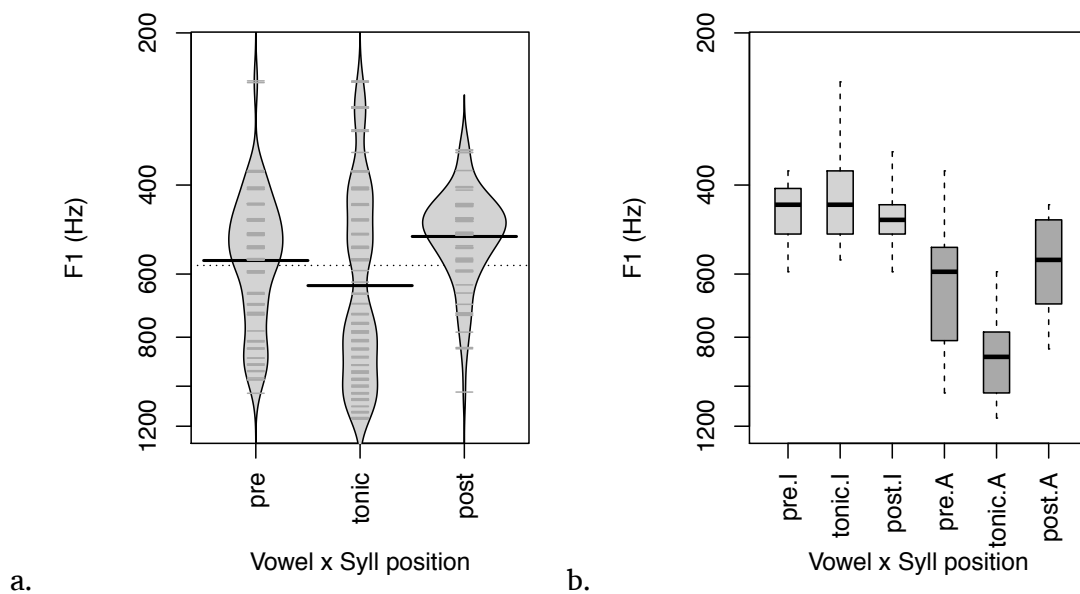 200
400
600
800
1200
F1 (Hz)
pre
tonic
post
Vowel x Syll position
a.
200
400
600
800
1200
F1 (Hz)
pre.I
tonic.I
post.I
pre.A
tonic.A
post.A
Vowel x Syll position
b.